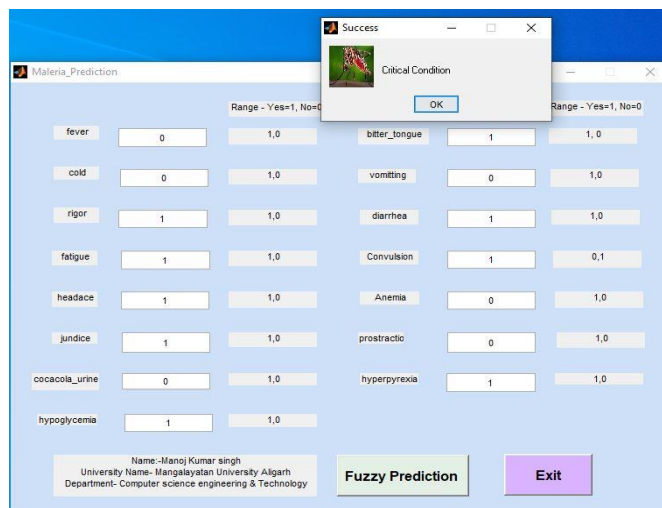 Success
Critical Condition
OK
Maleria_Prediction
Range - Yes=1, No=0
Range - Yes=1, No=0
fever 0 1,0 bitter_tongue 1 1, 0
cold 0 1,0 vomitting 0 1,0
rigor 1 1,0 diarrhea 1 1,0
fatigue 1 1,0 Convulsion 1 0,1
headace 1 1,0 Anemia 0 1,0
jundice 1 1,0 prostractio 0 1,0
cocacola_urine 0 1,0 hyperpyrexia 1 1,0
hypoglycemia 1 1,0
Name:-Manoj Kumar singh
University Name- Mangalayatan University Aligarh
Department- Computer science engineering & Technology
Fuzzy Prediction
Exit